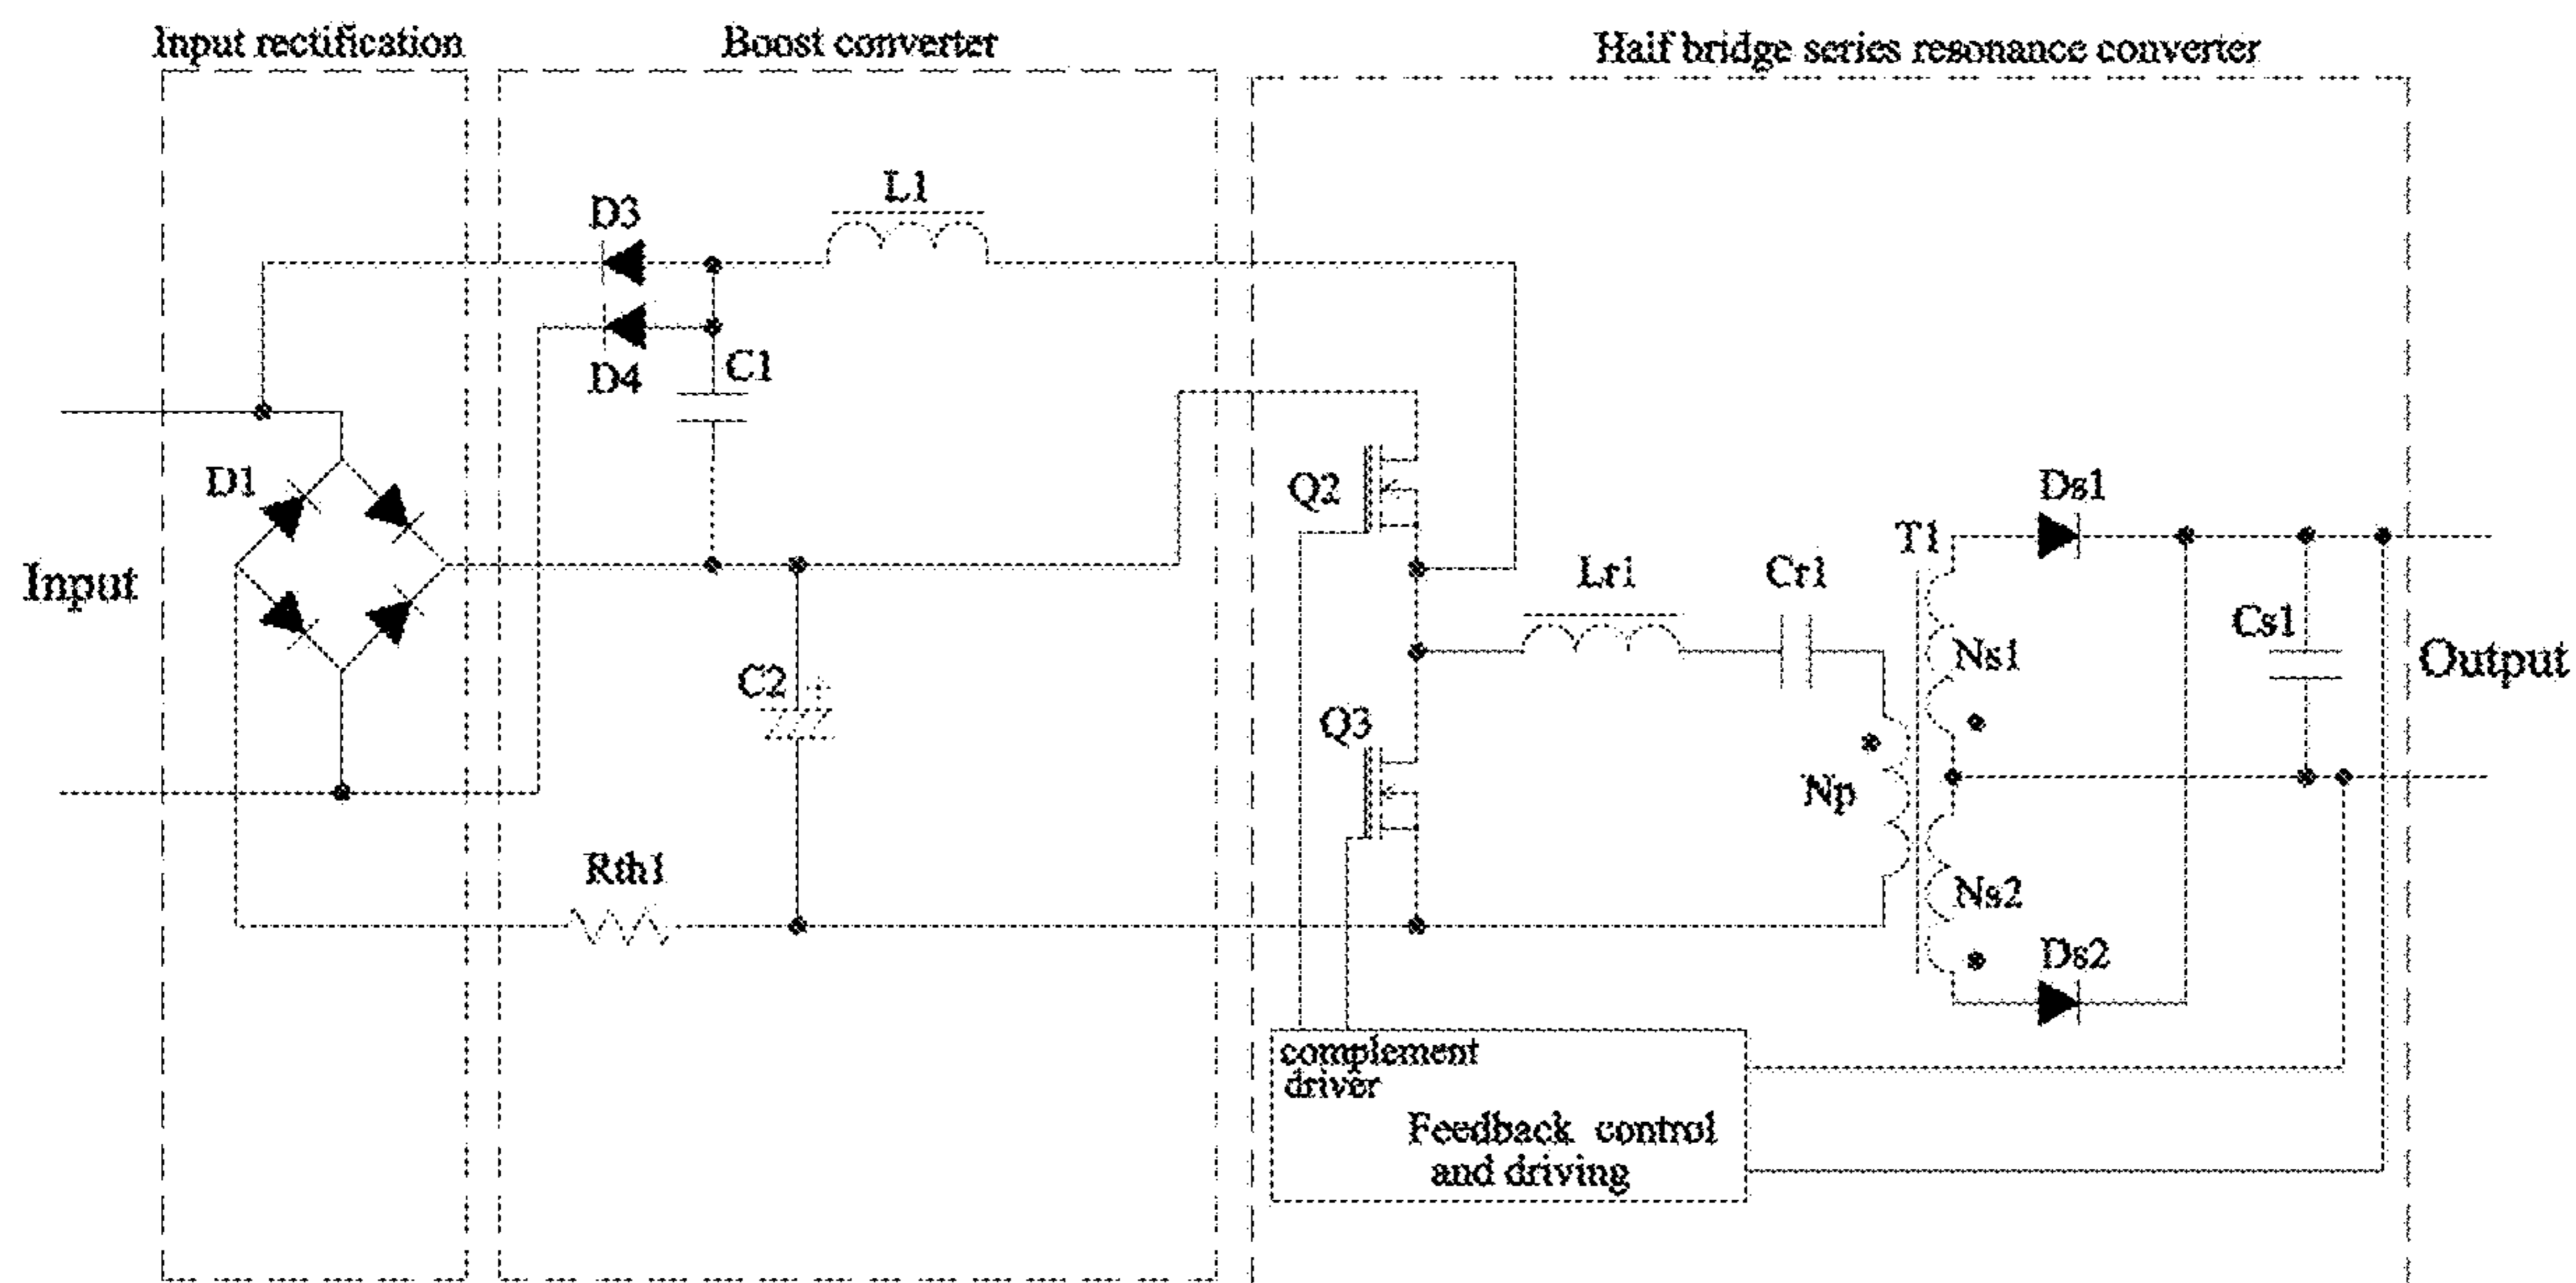 Input rectification
Boost converter
Half bridge series resonance converter
L1
D3
D4
C1
D1
Q2
Ds1
T1
Input
Lr1
Cr1
Cs1
Ns1
Output
C2 +
Q3
Np
Rth1
Ns2
Ds2
complement
driver
Feedback control
and driving